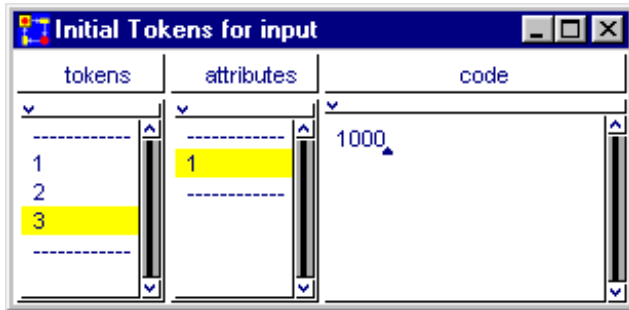 Initial Tokens for input
tokens attributes code
------------ ------------ 1000
1 1
2 ------------
3
------------